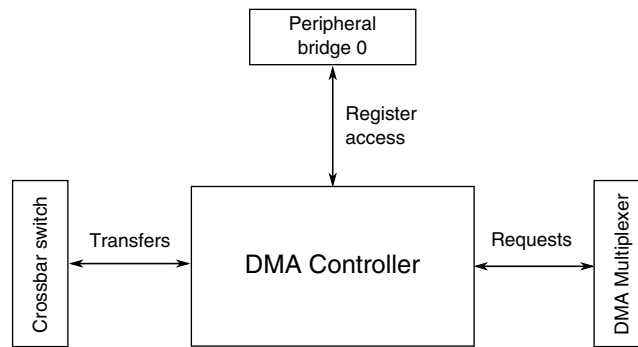 Peripheral
bridge 0
Register
access
Crossbar switch
Transfers
DMA Controller
Requests
DMA Multiplexer